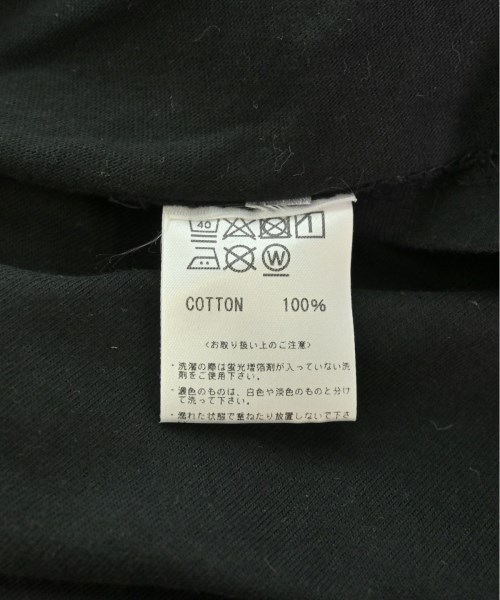 40
W
COTTON 100%
<お取り扱い上のご注意>
・洗濯の際は蛍光増白剤が入っていない洗
剤をご使用下さい。
・濃色のものは、白色や淡色のものと分け
て洗って下さい。
・濡れた状態で重ねたり放置しないで下さ